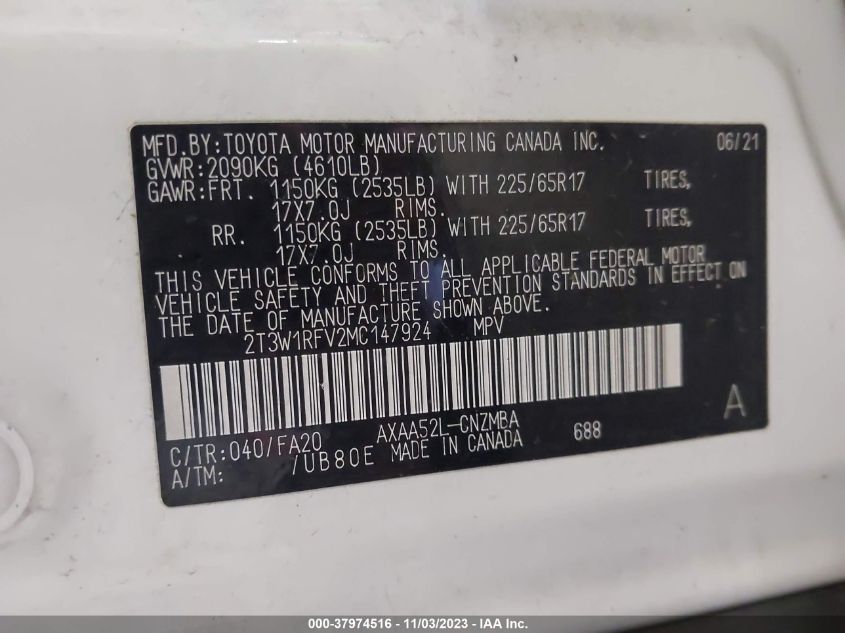 MFD.BY:TOYOTA MOTOR MANUFACTURING CANADA INC. 06/21
GVWR:2090KG (4610LB)
GAWR:FRT. 1150KG (2535LB) WITH 225/65R17 TIRES,
17X7.0J RIMS.
RR. 1150KG (2535LB) WITH 225/65R17 TIRES,
17X7.0J RIMS.
THIS VEHICLE CONFORMS TO ALL APPLICABLE FEDERAL MOTOR
VEHICLE SAFETY AND THEFT PREVENTION STANDARDS IN EFFECT ON
THE DATE OF MANUFACTURE SHOWN ABOVE.
2T3W1RFV2MC147924 MPV
A
C/TR:040/FA20 AXAA52L-CNZMBA 688
A/TM: /UB80E MADE IN CANADA
000-37974516 - 11/03/2023 - IAA Inc.